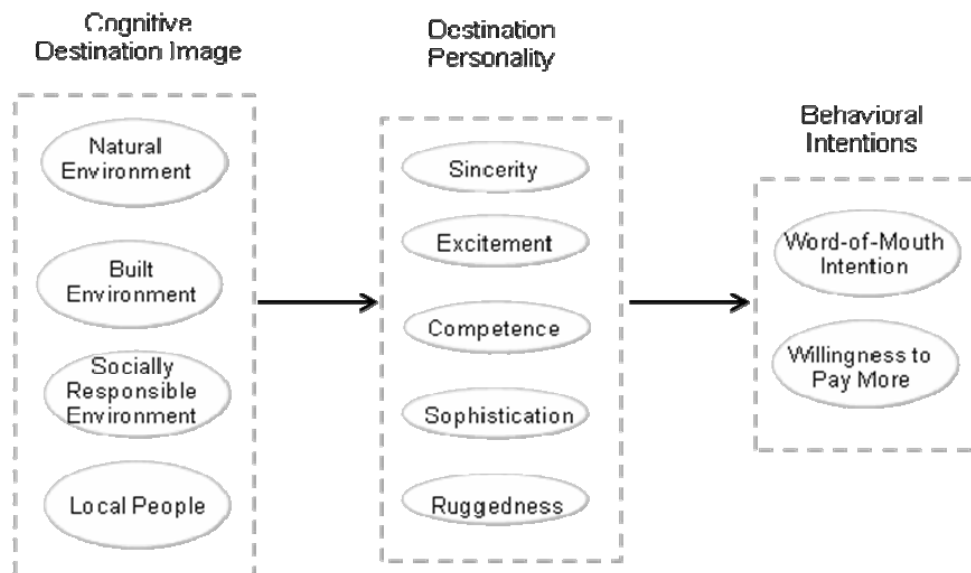 Cognitive
Destination Image
Natural
Environment
Built
Environment
Socially
Responsible
Environment
Local People
Destination
Personality
Sincerity
Excitement
Competence
Sophistication
Ruggedness
Behavioral
Intentions
Word-of-Mouth
Intention
Willingness to
Pay More